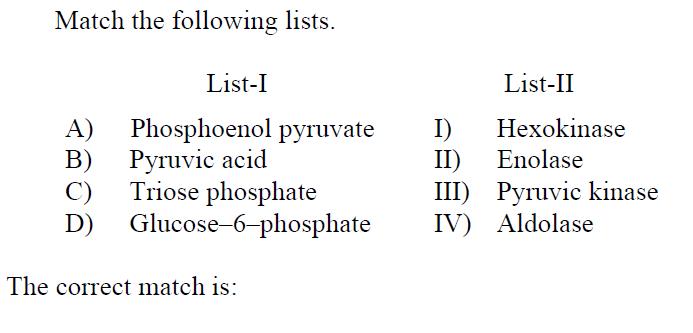 Match the following lists.
List-I List-II
A) Phosphoenol pyruvate I) Hexokinase
B) Pyruvic acid II) Enolase
C) Triose phosphate III) Pyruvic kinase
D) Glucose–6–phosphate IV) Aldolase
The correct match is: